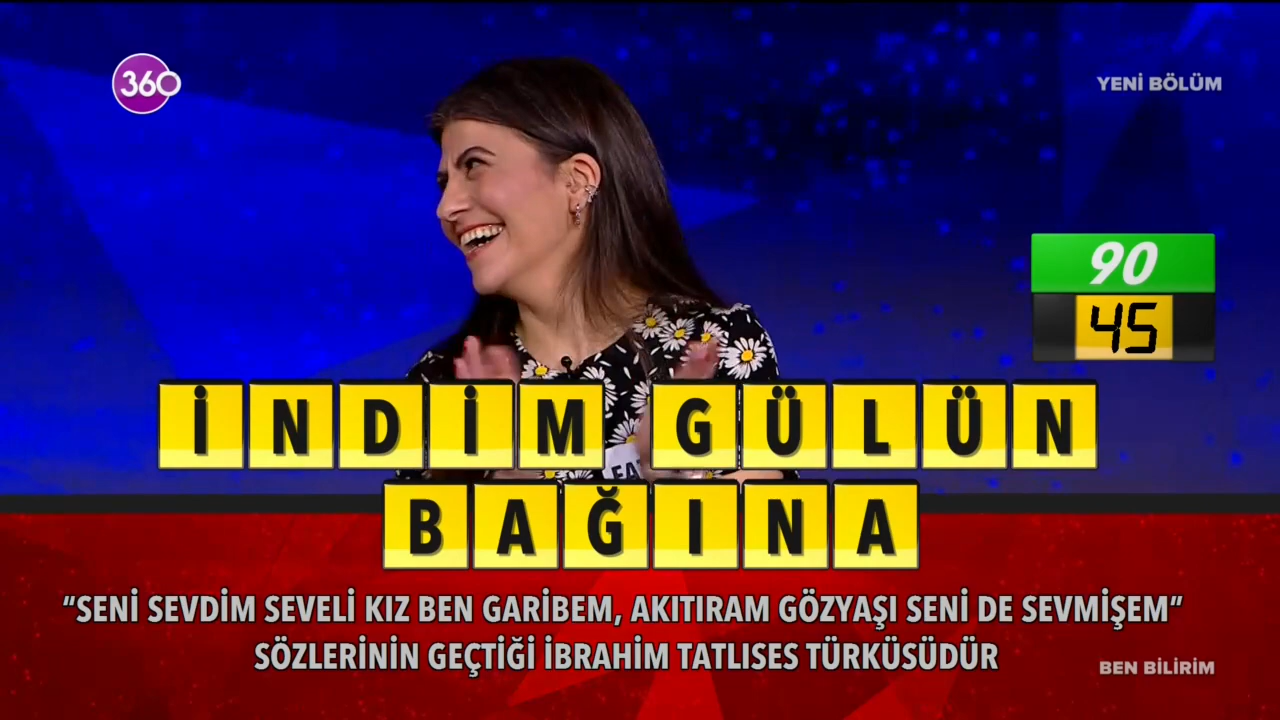 360
YENİ BÖLÜM
90
45
İNDİM GÜLÜN
BAĞINA
“SENİ SEVDİM SEVELİ KIZ BEN GARİBEM, AKITIRAM GÖZYAŞI SENİ DE SEVMİŞEM”
SÖZLERİNİN GEÇTİĞİ İBRAHİM TATLISES TÜRKÜSÜDÜR
BEN BİLİRİM